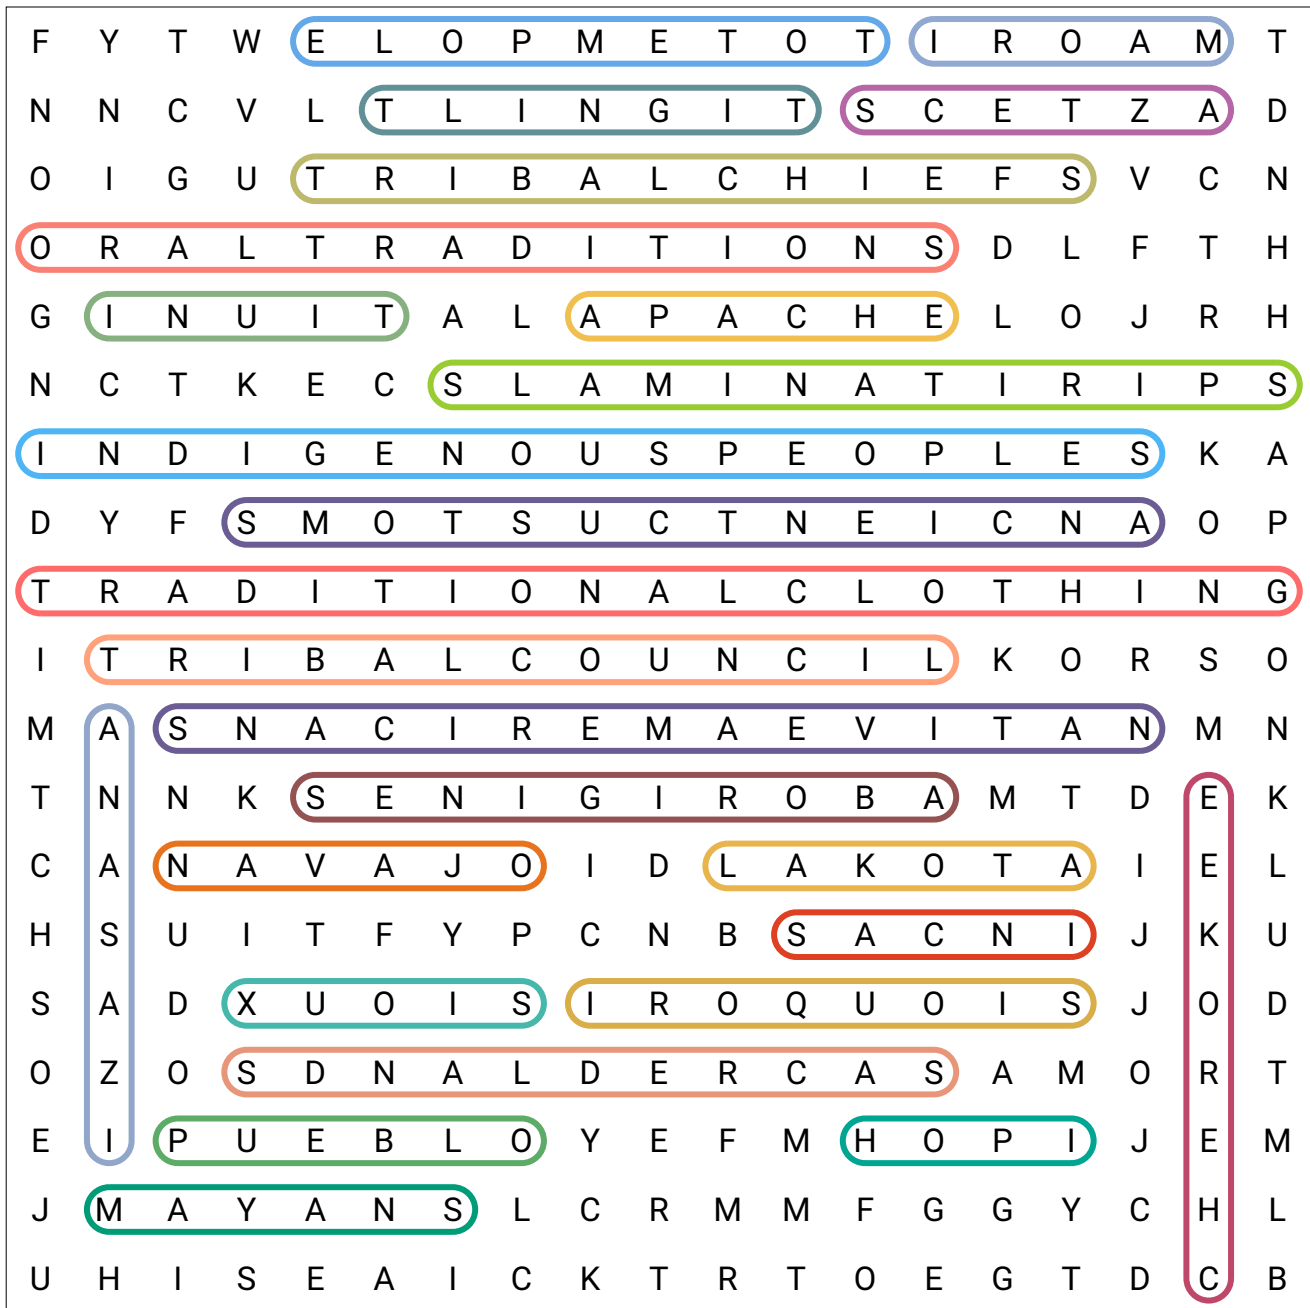 F Y T W E L O P M E T O T I R O A M T
N N C V L T L I N G I T S C E T Z A D
O I G U T R I B A L C H I E F S V C N
O R A L T R A D I T I O N S D L F T H
G I N U I T A L A P A C H E L O J R H
N C T K E C S L A M I N A T I R I P S
I N D I G E N O U S P E O P L E S K A
D Y F S M O T S U C T N E I C N A O P
T R A D I T I O N A L C L O T H I N G
I T R I B A L C O U N C I L K O R S O
M A S N A C I R E M A E V I T A N M N
T N N K S E N I G I R O B A M T D E K
C A N A V A J O I D L A K O T A I E L
H S U I T F Y P C N B S A C N I J K U
S A D X U O I S I R O Q U O I S J O D
O Z O S D N A L D E R C A S A M O R T
E I P U E B L O Y E F M H O P I J E M
J M A Y A N S L C R M M F G G Y C H L
U H I S E A I C K T R T O E G T D C B